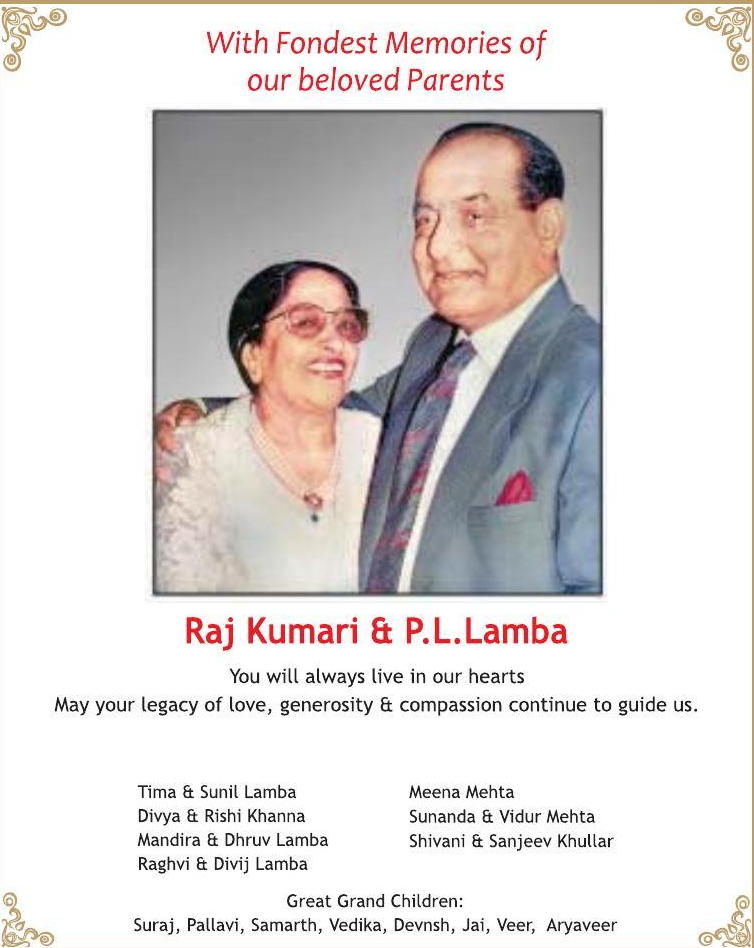 With Fondest Memories of
our beloved Parents
Raj Kumari & P.L.Lamba
You will always live in our hearts
May your legacy of love, generosity & compassion continue to guide us.
Tima & Sunil Lamba
Divya & Rishi Khanna
Mandira & Dhruv Lamba
Raghvi & Divij Lamba
Meena Mehta
Sunanda & Vidur Mehta
Shivani & Sanjeev Khullar
Great Grand Children:
Suraj, Pallavi, Samarth, Vedika, Devnsh, Jai, Veer, Aryaveer